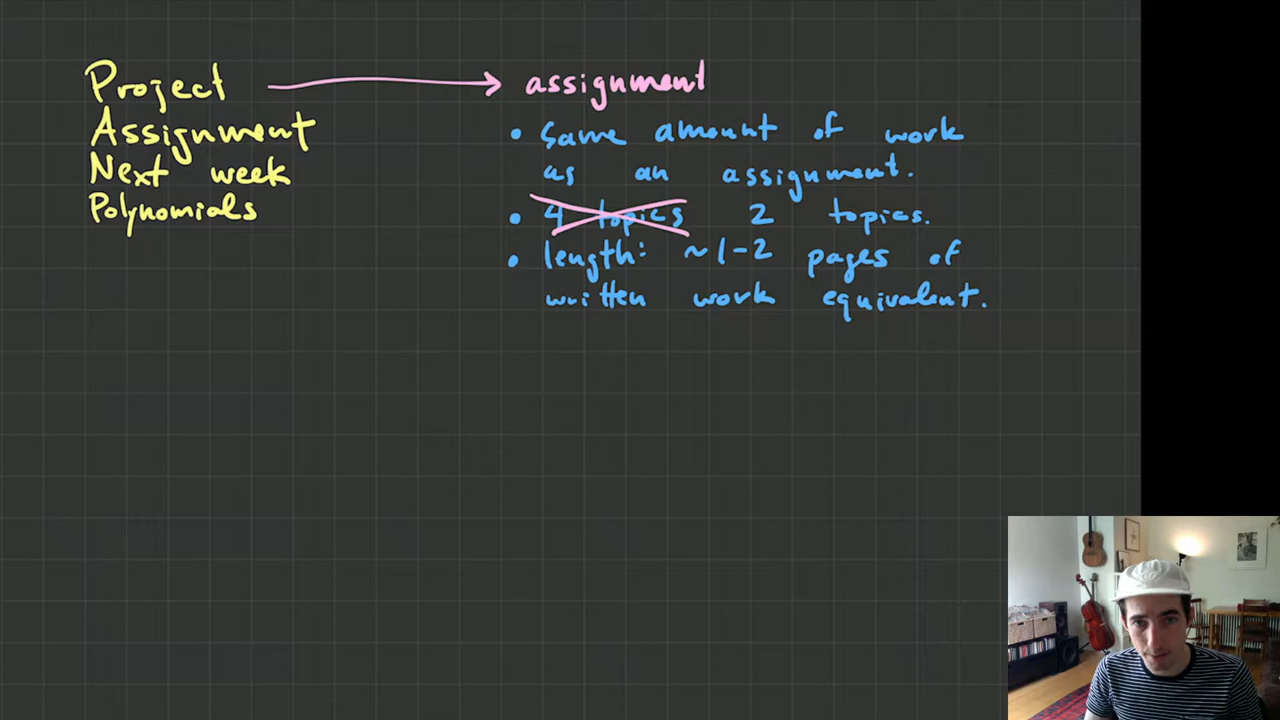 Project
Assignment
Next week
Polynomials
assignment
• same amount of work
as an assignment.
• 4 topics 2 topics.
• length: ~1-2 pages of
written work equivalent.